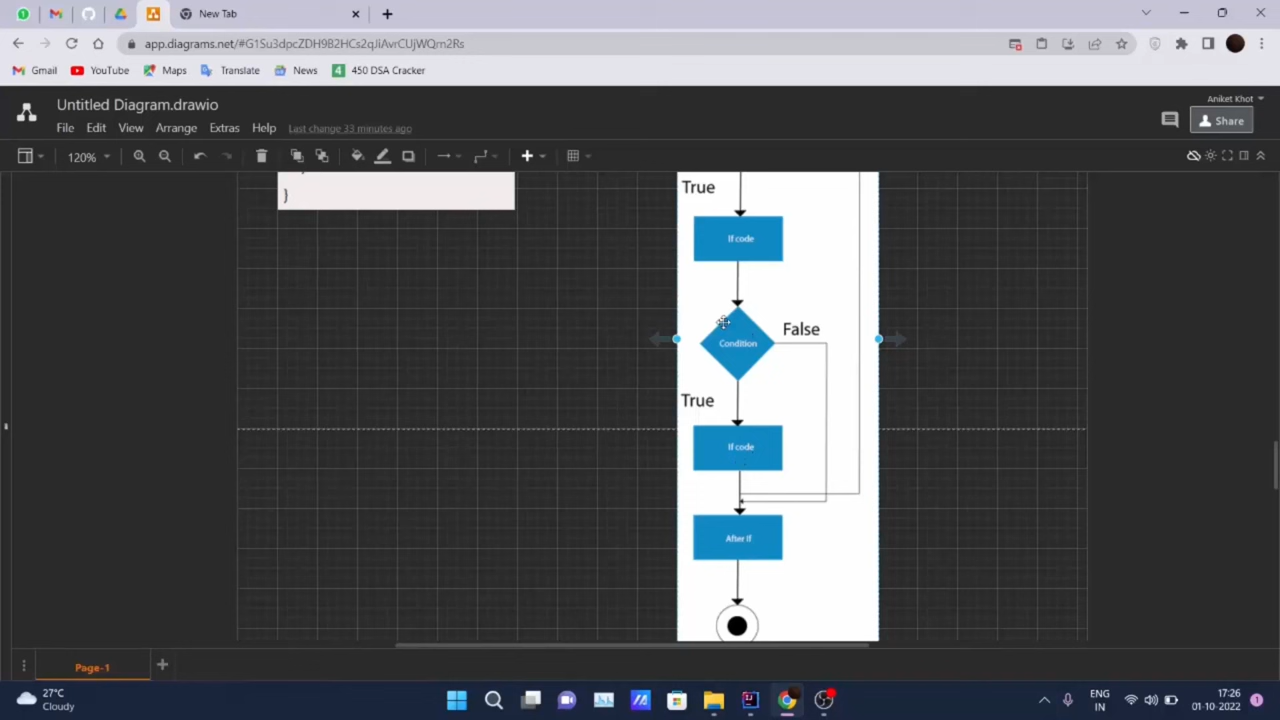 New Tab
app.diagrams.net/#G1Su3dpcZDH9B2HCs2qJiAvrCUjWQm2Rs
Gmail
YouTube
Maps
Translate
News
4
450 DSA Cracker
Untitled Diagram.drawio
Aniket Khot
File
Edit
View
Arrange
Extras
Help
Last change 33 minutes ago
Share
120%
}
True
If code
False
Condition
True
If code
After If
Page-1
27°C
Cloudy
ENG
IN
17:26
01-10-2022
1